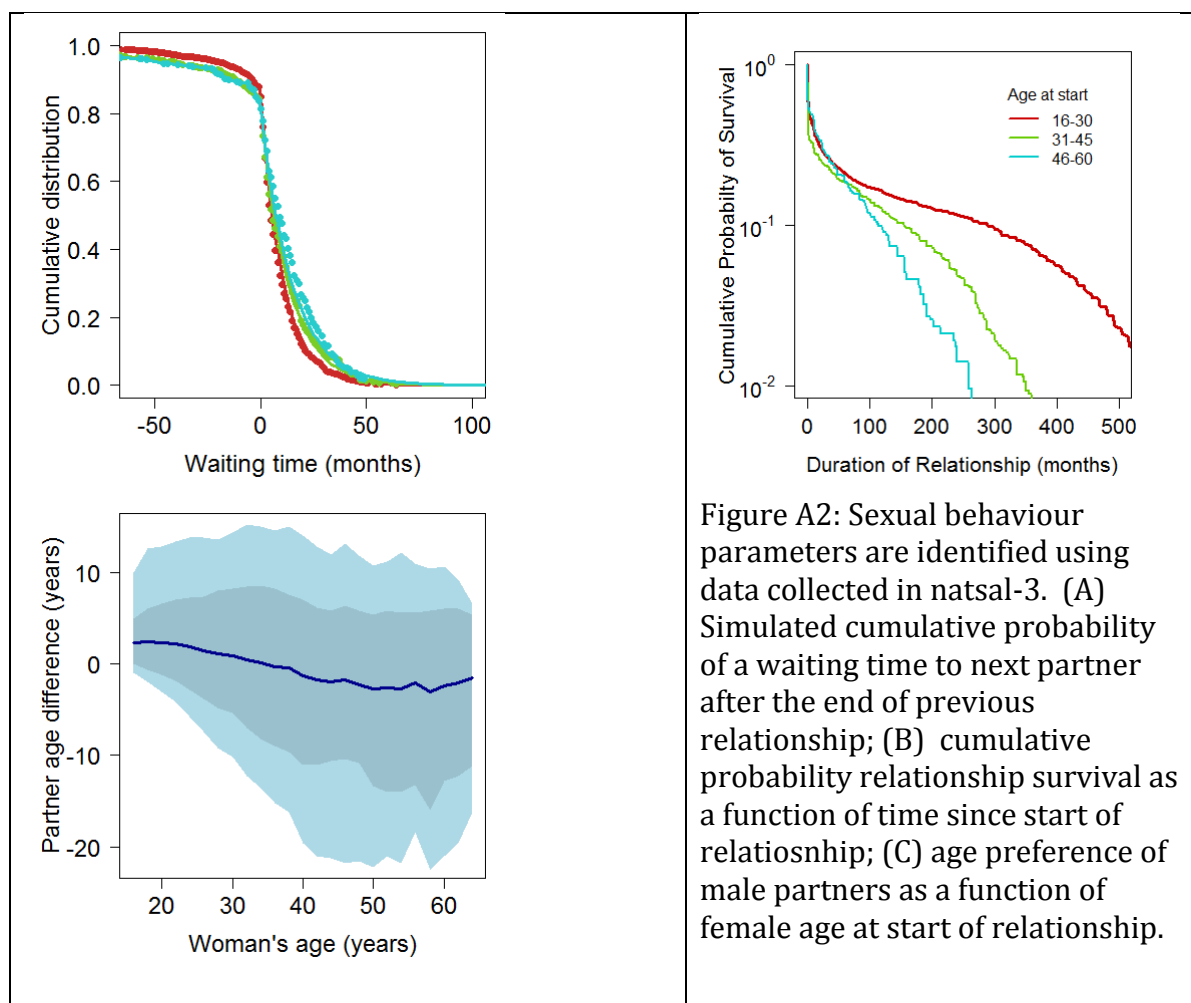 1.0
0.8
0.6
0.4
0.2
0.0
Cumulative distribution
-50 0 50 100
Waiting time (months)
10^0
10^-1
10^-2
Cumulative Probabilty of Survival
Age at start
16-30
31-45
46-60
0 100 200 300 400 500
Duration of Relationship (months)
10
0
-10
-20
Partner age difference (years)
20 30 40 50 60
Woman's age (years)
Figure A2: Sexual behaviour
parameters are identified using
data collected in natsal-3. (A)
Simulated cumulative probability
of a waiting time to next partner
after the end of previous
relationship; (B) cumulative
probability relationship survival as
a function of time since start of
relatiosnhip; (C) age preference of
male partners as a function of
female age at start of relationship.